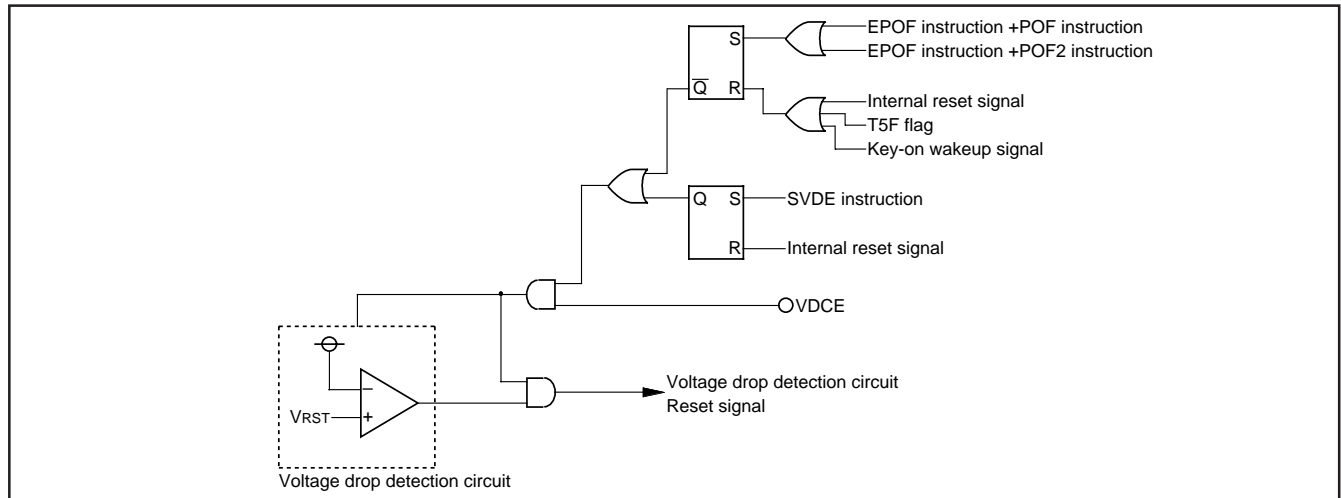 EPOF instruction +POF instruction
S
EPOF instruction +POF2 instruction
Q R
Internal reset signal
T5F flag
Key-on wakeup signal
Q S
SVDE instruction
R
Internal reset signal
VDCE
−
VRST
+
Voltage drop detection circuit
Reset signal
Voltage drop detection circuit